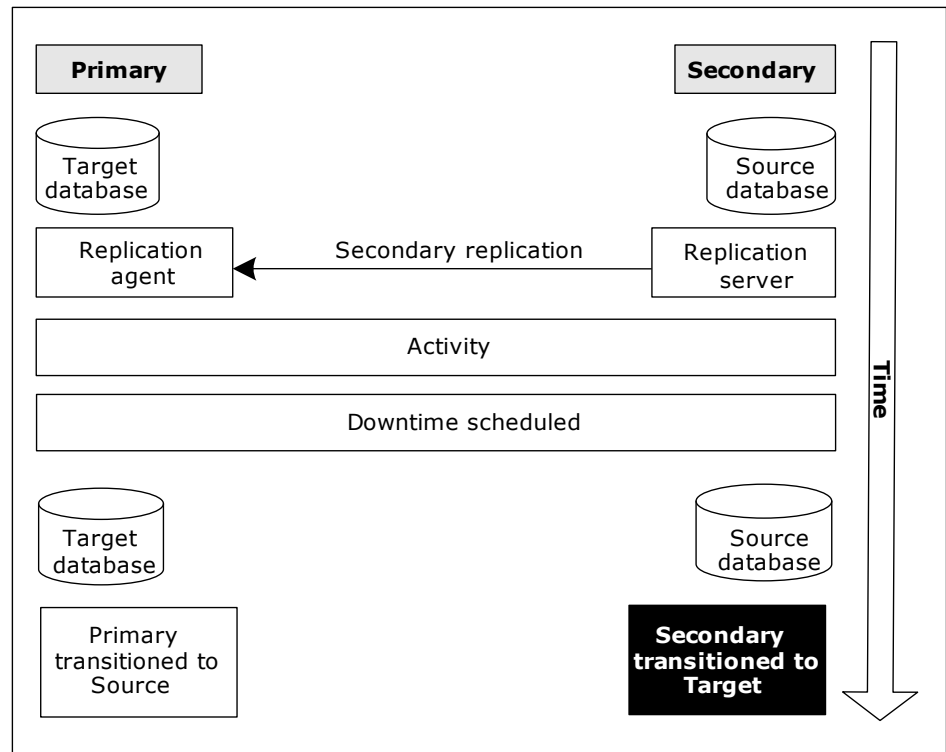 Primary
Secondary
Target
database
Source
database
Replication
agent
Secondary replication
Replication
server
Activity
Time
Downtime scheduled
Target
database
Source
database
Primary
transitioned to
Source
Secondary
transitioned to
Target